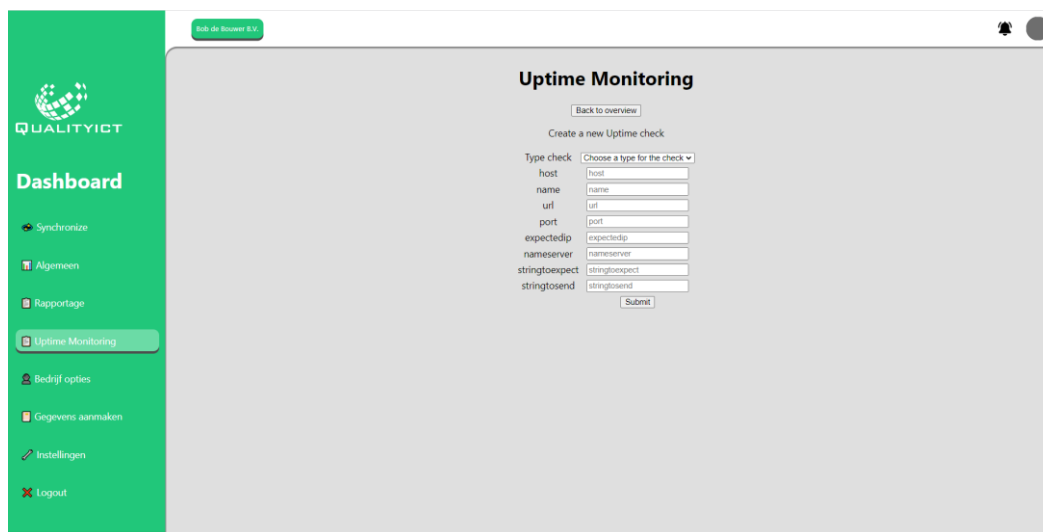 Bob de Bouwer B.V.
QUALITYICT
Dashboard
Synchronize
Algemeen
Rapportage
Uptime Monitoring
Bedrijf opties
Gegevens aanmaken
Instellingen
Logout
Uptime Monitoring
Back to overview
Create a new Uptime check
Type check Choose a type for the check
host host
name name
url url
port port
expectedip expectedip
nameserver nameserver
stringtoexpect stringtoexpect
stringtosend stringtosend
Submit